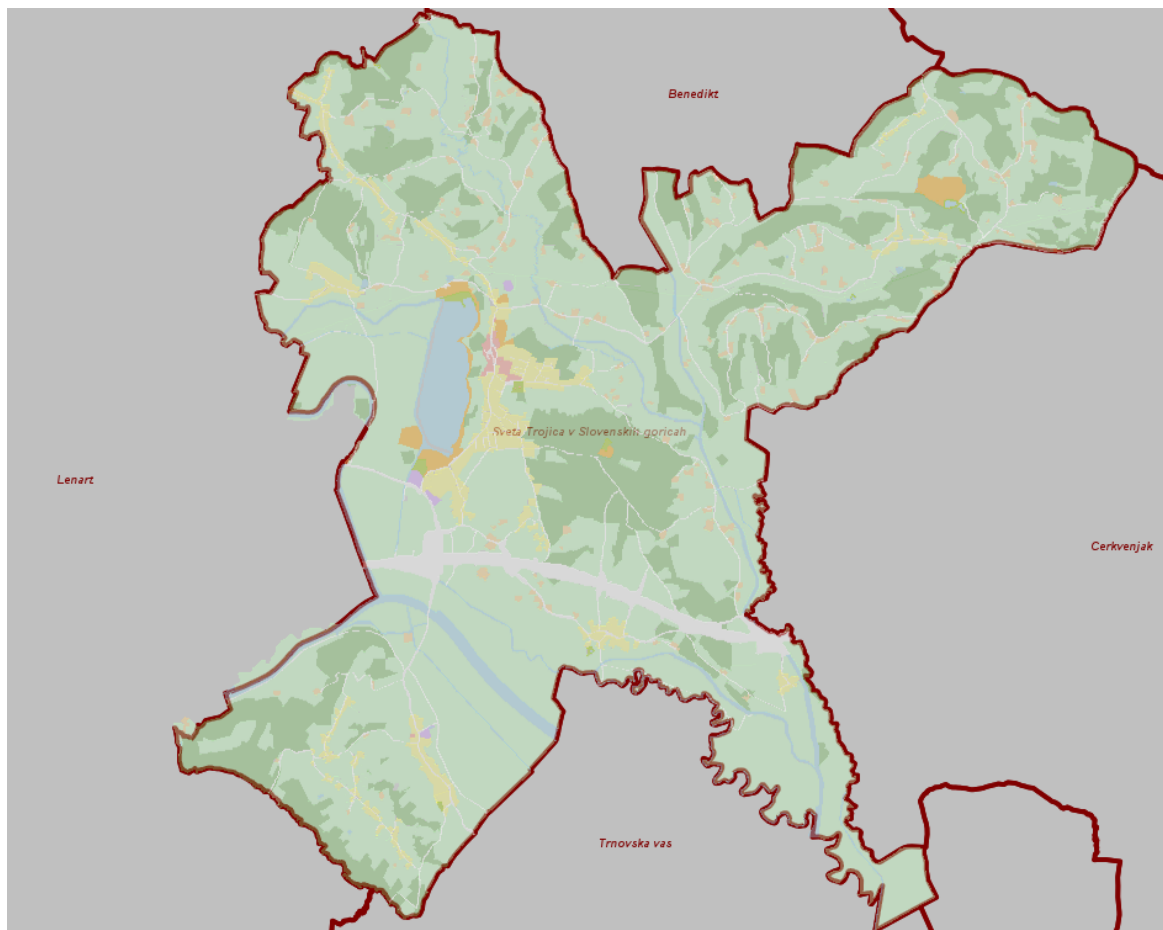 Benedikt
Sveta Trojica v Slovenskih goricah
Lenart
Cerkvenjak
Trnovska vas